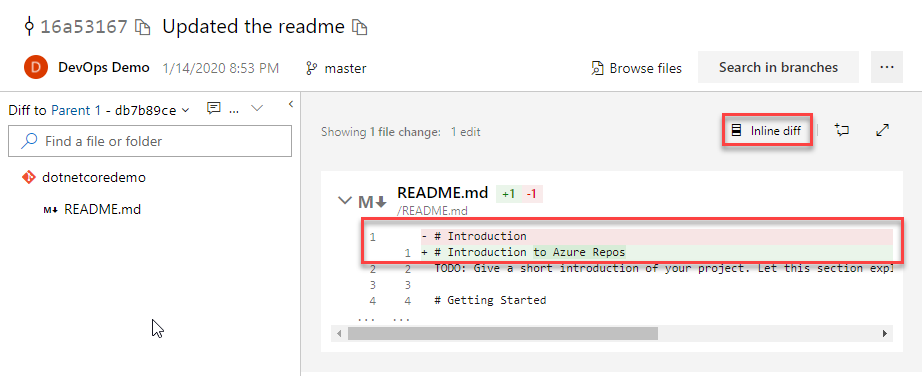 16a53167 Updated the readme
D DevOps Demo 1/14/2020 8:53 PM master Browse files Search in branches ...
Diff to Parent 1 - db7b89ce ...
Find a file or folder
dotnetcoredemo
M↓ README.md
Showing 1 file change: 1 edit
Inline diff
M↓ README.md +1 -1
/README.md
1 - # Introduction
1 + # Introduction to Azure Repos
2 2 TODO: Give a short introduction of your project. Let this section expl
3 3
4 4 # Getting Started
... ...